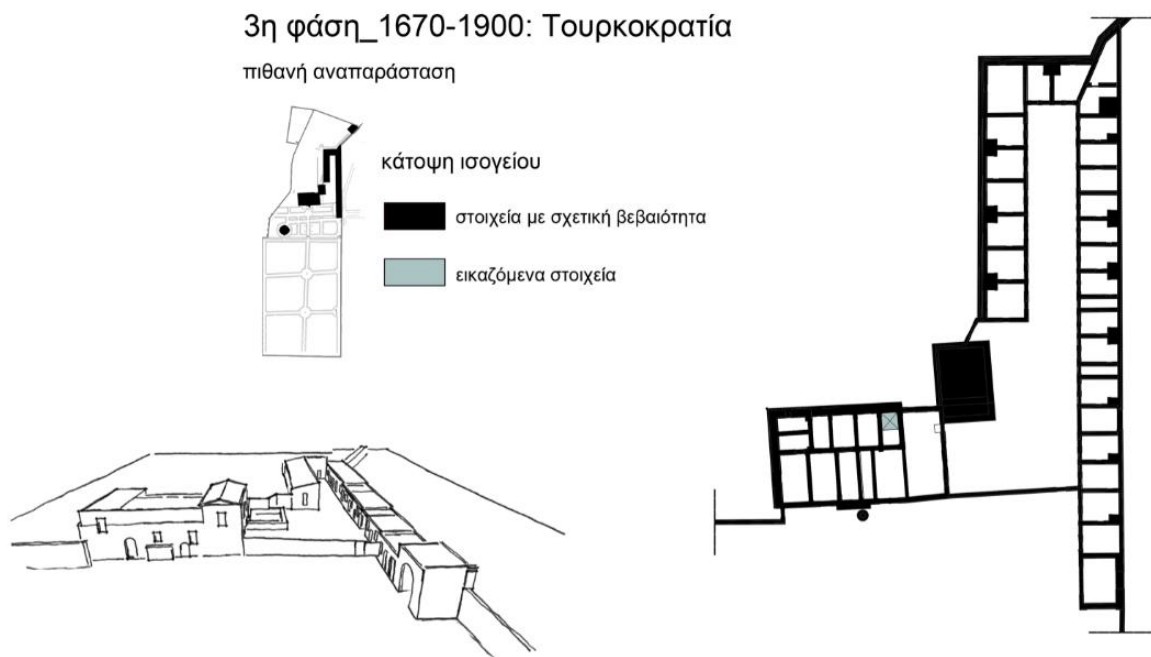 3η φάση_1670-1900: Τουρκοκρατία
πιθανή αναπαράσταση
κάτοψη ισογείου
στοιχεία με σχετική βεβαιότητα
εικαζόμενα στοιχεία